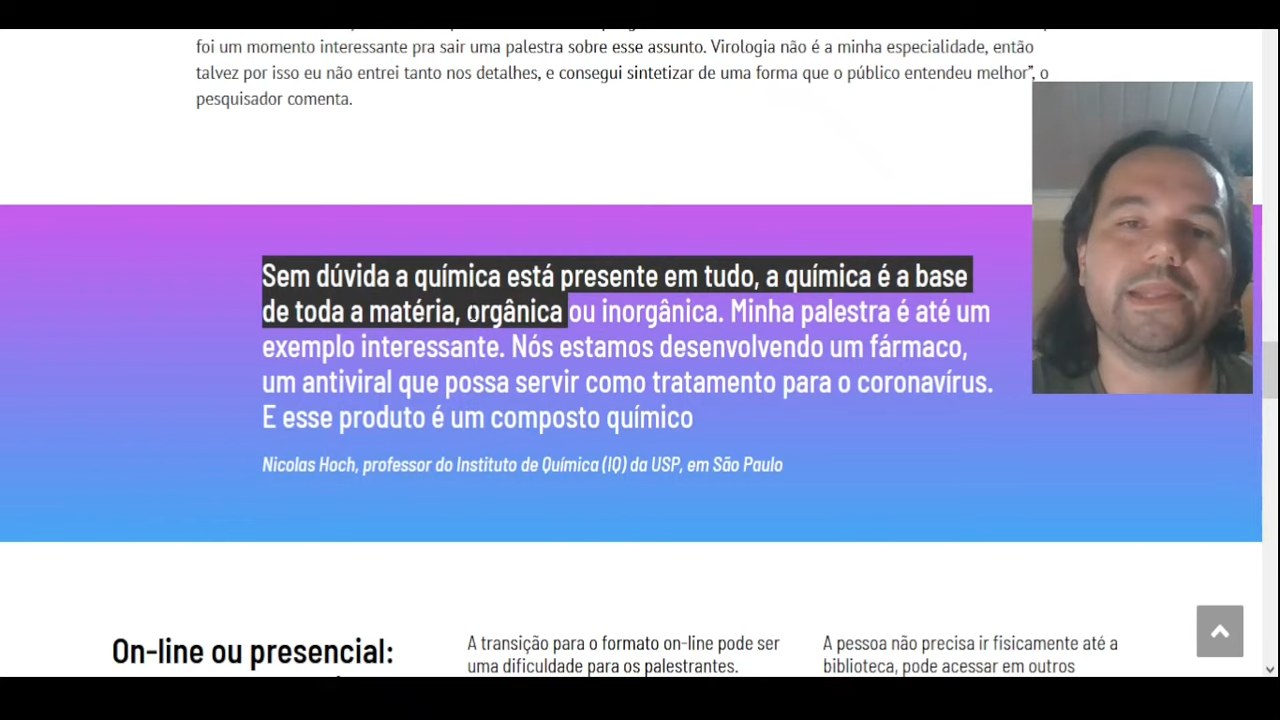 foi um momento interessante pra sair uma palestra sobre esse assunto. Virologia não é a minha especialidade, então
talvez por isso eu não entrei tanto nos detalhes, e consegui sintetizar de uma forma que o público entendeu melhor”, o
pesquisador comenta.
Sem dúvida a química está presente em tudo, a química é a base
de toda a matéria, orgânica ou inorgânica. Minha palestra é até um
exemplo interessante. Nós estamos desenvolvendo um fármaco,
um antiviral que possa servir como tratamento para o coronavírus.
E esse produto é um composto químico
Nicolas Hoch, professor do Instituto de Química (IQ) da USP, em São Paulo
On-line ou presencial:
A transição para o formato on-line pode ser
uma dificuldade para os palestrantes.
A pessoa não precisa ir fisicamente até a
biblioteca, pode acessar em outros